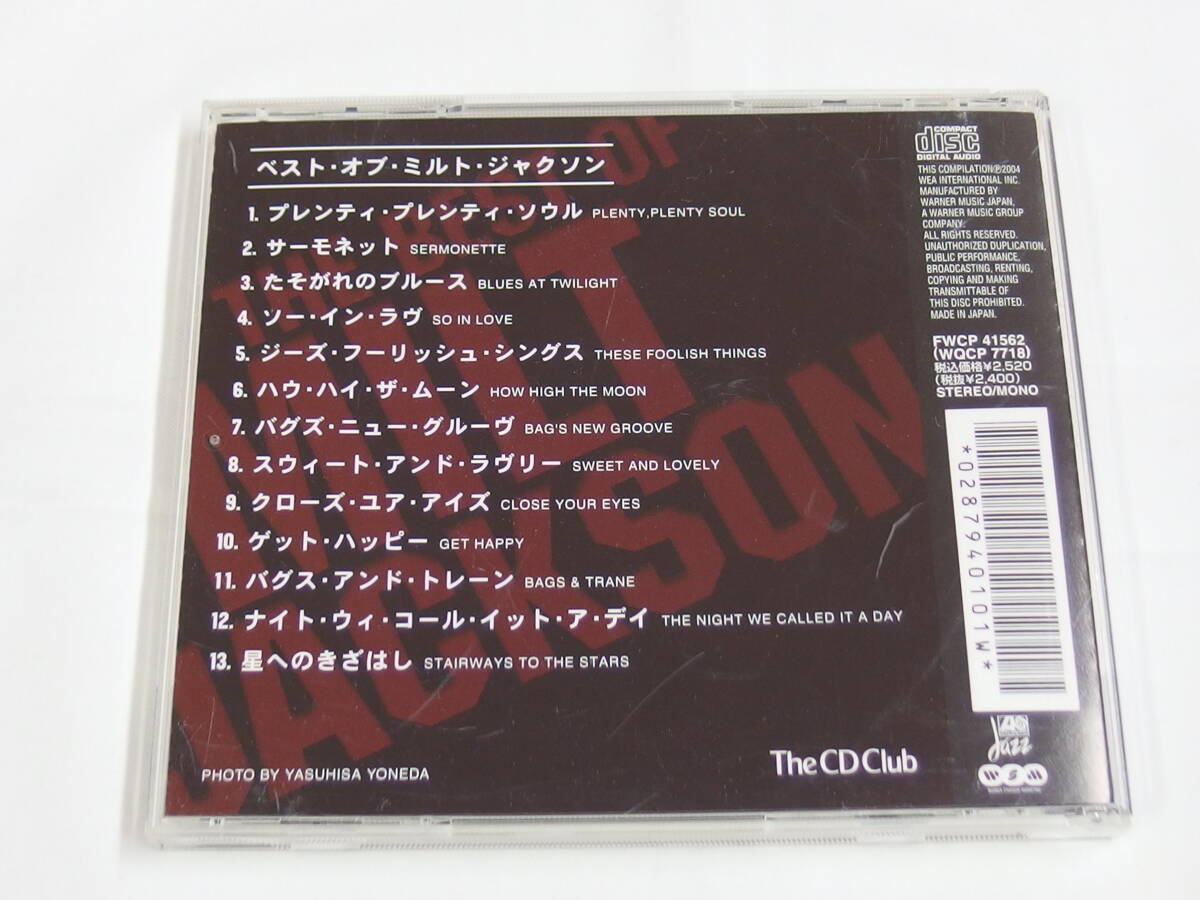 THE BEST OF
MILT
JACKSON
ベスト・オブ・ミルト・ジャクソン
1. プレンティ・プレンティ・ソウル PLENTY,PLENTY SOUL
2. サーモネット SERMONETTE
3. たそがれのブルース BLUES AT TWILIGHT
4. ソー・イン・ラヴ SO IN LOVE
5. ジーズ・フーリッシュ・シングス THESE FOOLISH THINGS
6. ハウ・ハイ・ザ・ムーン HOW HIGH THE MOON
7. バグズ・ニュー・グルーヴ BAG'S NEW GROOVE
8. スウィート・アンド・ラヴリー SWEET AND LOVELY
9. クローズ・ユア・アイズ CLOSE YOUR EYES
10. ゲット・ハッピー GET HAPPY
11. バグス・アンド・トレーン BAGS & TRANE
12. ナイト・ウィ・コール・イット・ア・デイ THE NIGHT WE CALLED IT A DAY
13. 星へのきざはし STAIRWAYS TO THE STARS
PHOTO BY YASUHISA YONEDA
The CD Club
COMPACT
disc
DIGITAL AUDIO
THIS COMPILATION℗2004
WEA INTERNATIONAL INC.
MANUFACTURED BY
WARNER MUSIC JAPAN,
A WARNER MUSIC GROUP
COMPANY.
ALL RIGHTS RESERVED.
UNAUTHORIZED DUPLICATION,
PUBLIC PERFORMANCE,
BROADCASTING, RENTING,
COPYING AND MAKING
TRANSMITTABLE OF
THIS DISC PROHIBITED.
MADE IN JAPAN.
FWCP 41562
(WQCP 7718)
税込価格¥2,520
(税抜¥2,400)
STEREO/MONO
*0287940101W*
Jazz